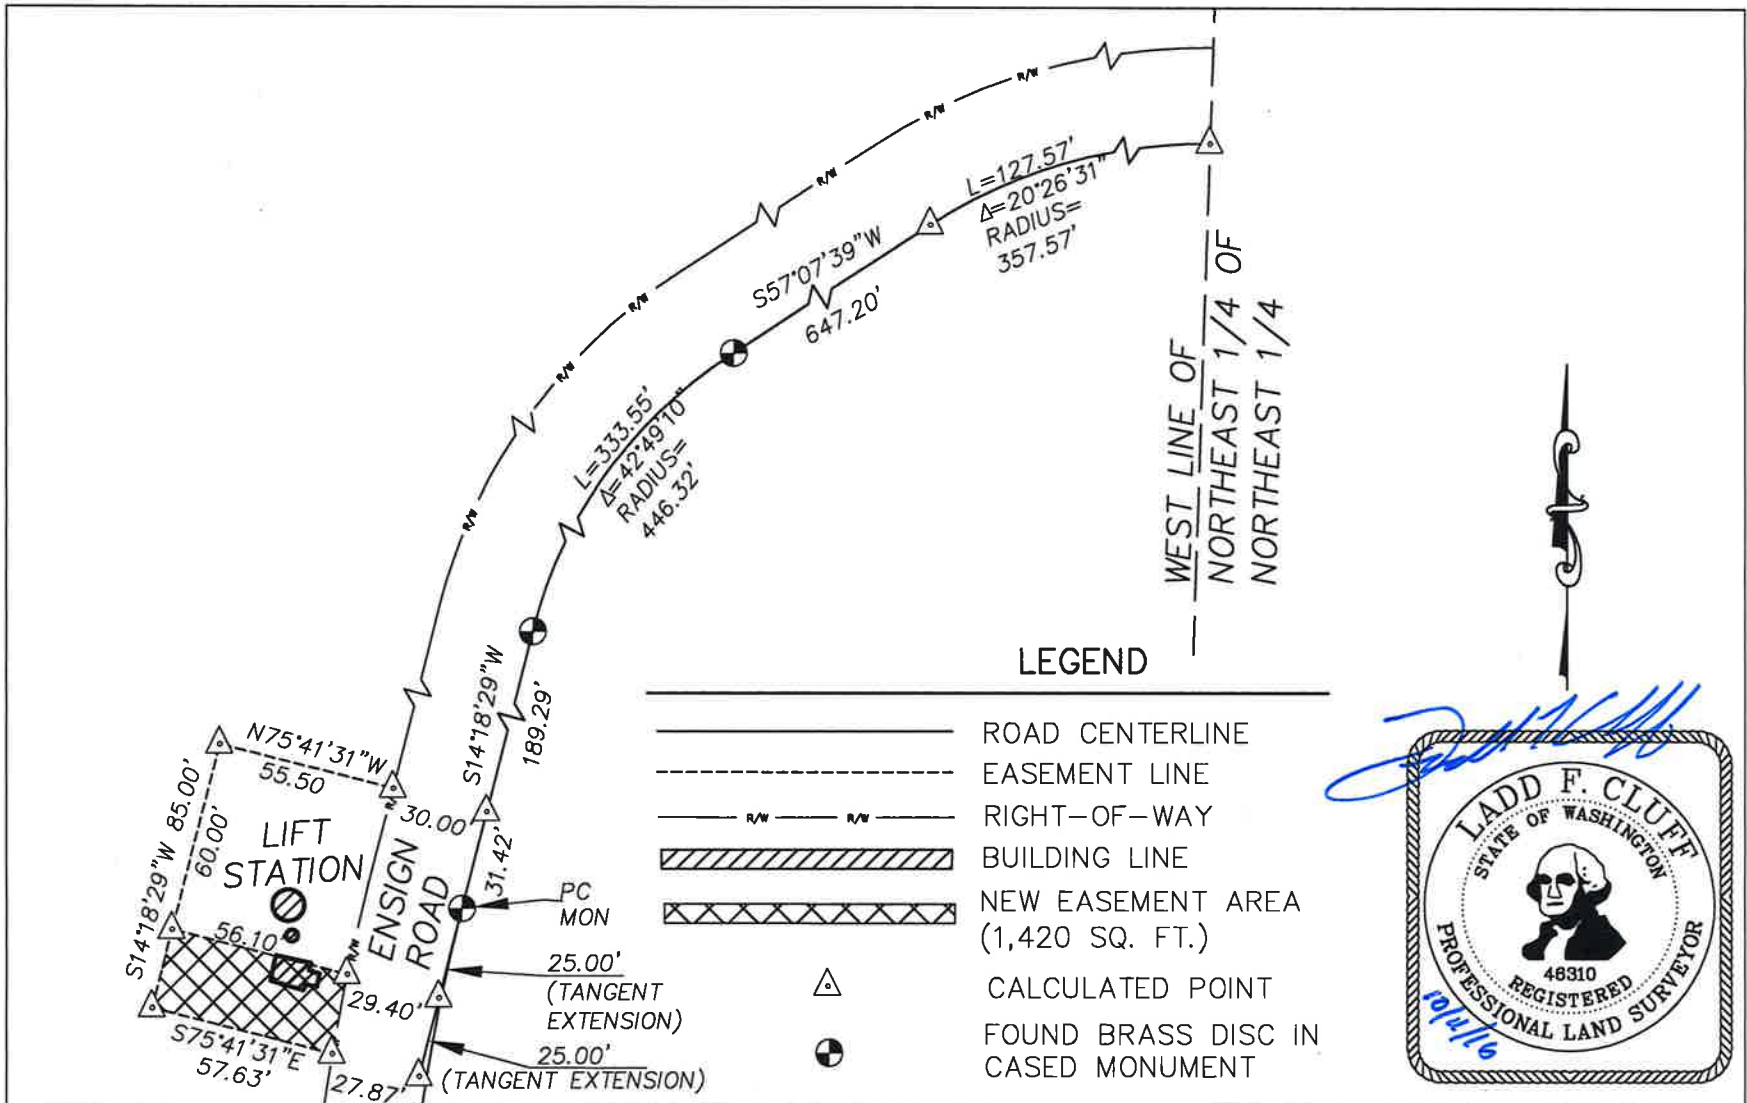 R/W
R/W
R/W
R/W
R/W
R/W
R/W
R/W
L=127.57'
Δ=20°26'31"
RADIUS=
357.57'
S57°07'39"W
647.20'
L=333.55'
Δ=42°49'10"
RADIUS=
446.32'
WEST LINE OF
NORTHEAST 1/4 OF
NORTHEAST 1/4
S14°18'29"W
189.29'
N75°41'31"W
55.50
30.00
S14°18'29"W 85.00'
60.00'
LIFT
STATION
ENSIGN
ROAD
31.42'
PC
MON
56.10
29.40'
25.00'
(TANGENT
EXTENSION)
S75°41'31"E
57.63'
27.87'
25.00'
(TANGENT EXTENSION)
LEGEND
ROAD CENTERLINE
EASEMENT LINE
R/W R/W RIGHT-OF-WAY
BUILDING LINE
NEW EASEMENT AREA
(1,420 SQ. FT.)
CALCULATED POINT
FOUND BRASS DISC IN
CASED MONUMENT
LADD F. CLUFF
STATE OF WASHINGTON
46310
REGISTERED
PROFESSIONAL LAND SURVEYOR